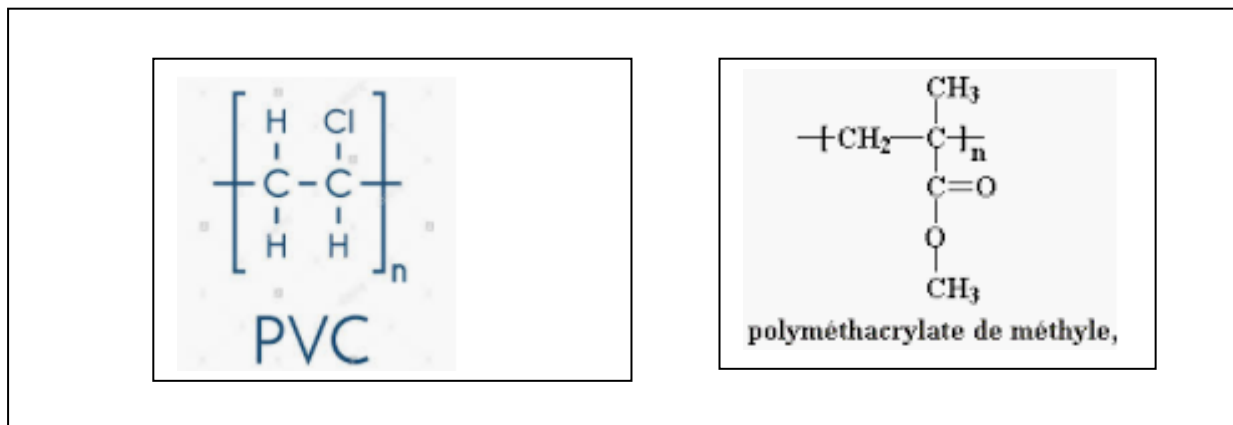 H Cl
C-C
H H
n
PVC
CH3
CH2—C
n
C=O
O
CH3
polyméthacrylate de méthyle,